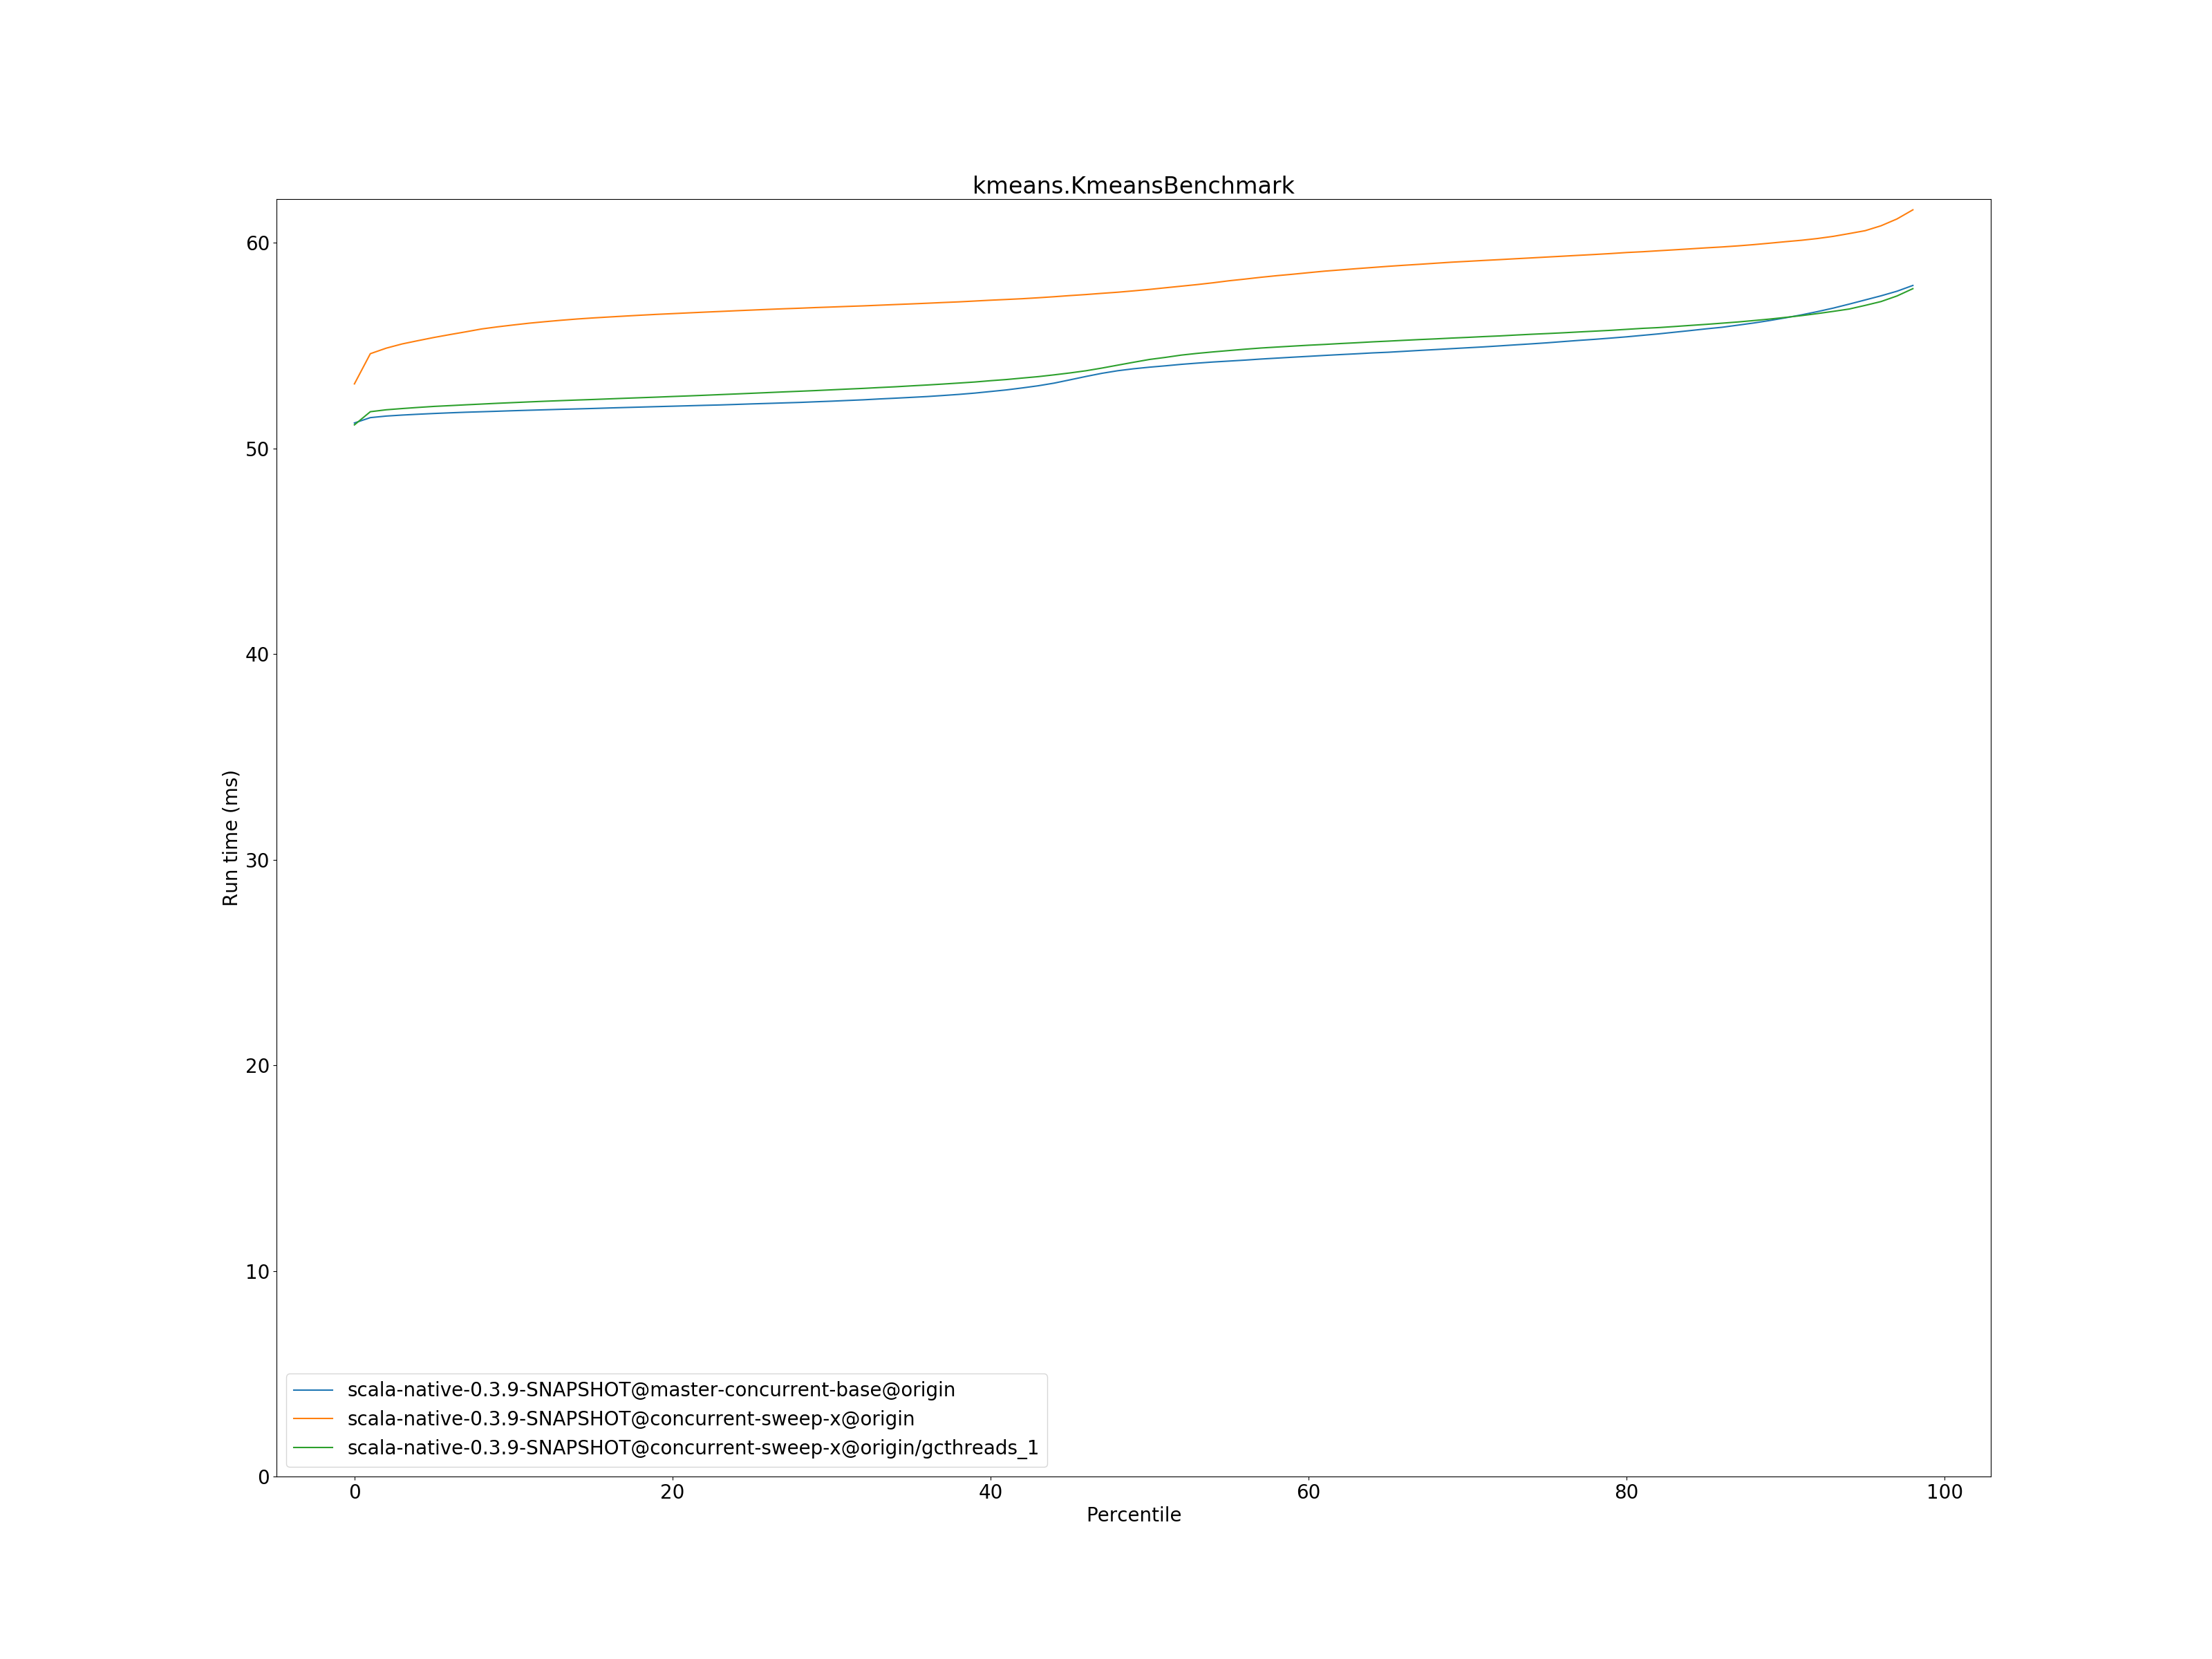 kmeans.KmeansBenchmark
60
50
40
30
20
10
0
Run time (ms)
scala-native-0.3.9-SNAPSHOT@master-concurrent-base@origin
scala-native-0.3.9-SNAPSHOT@concurrent-sweep-x@origin
scala-native-0.3.9-SNAPSHOT@concurrent-sweep-x@origin/gcthreads_1
0 20 40 60 80 100
Percentile